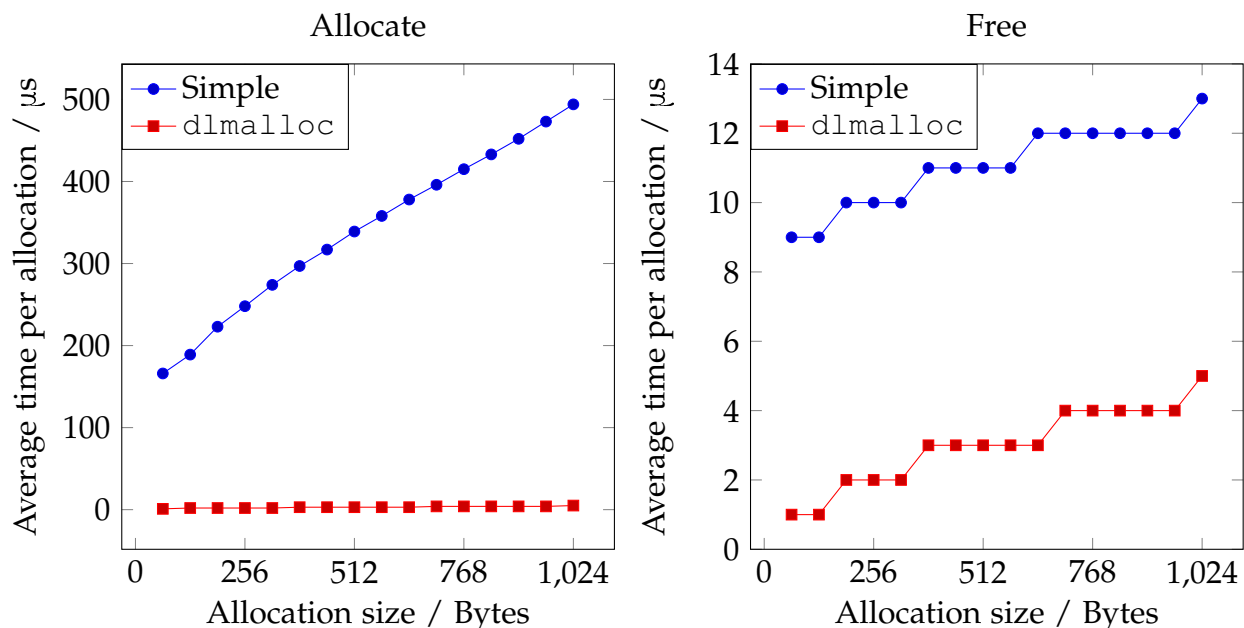 Allocate
Simple
dlmalloc
500
400
300
200
100
0
Average time per allocation / μs
0 256 512 768 1,024
Allocation size / Bytes
Free
Simple
dlmalloc
14
12
10
8
6
4
2
0
Average time per allocation / μs
0 256 512 768 1,024
Allocation size / Bytes